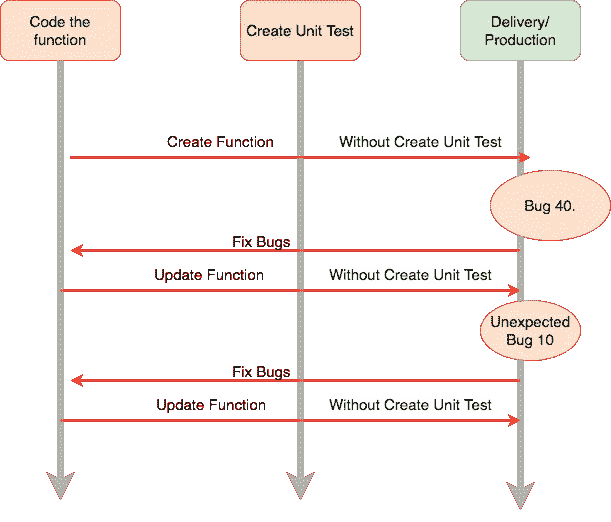 Code the
function
Create Unit Test
Delivery/
Production
Create Function
Without Create Unit Test
Bug 40.
Fix Bugs
Update Function
Without Create Unit Test
Unexpected
Bug 10
Fix Bugs
Update Function
Without Create Unit Test